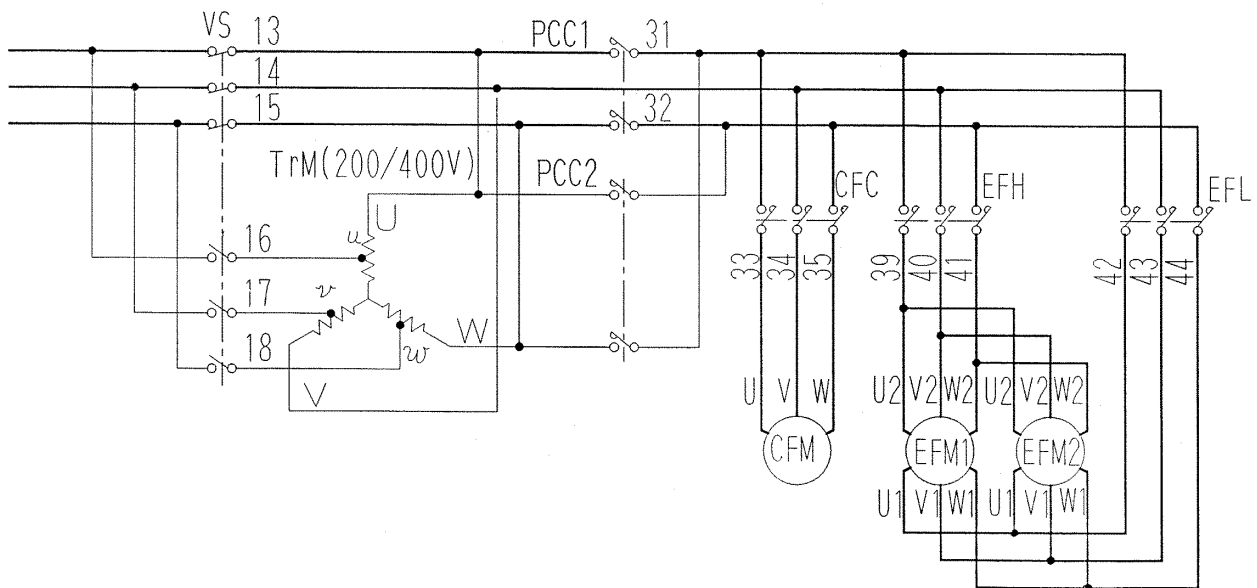 VS
13
14
15
PCC1
31
32
TrM(200/400V)
PCC2
U
u
16
v
17
W
w
18
V
CFC
EFH
EFL
33
34
35
39
40
41
42
43
44
U V W
U2 V2 W2 U2 V2 W2
CFM
EFM1
EFM2
U1 V1 W1 U1 V1 W1